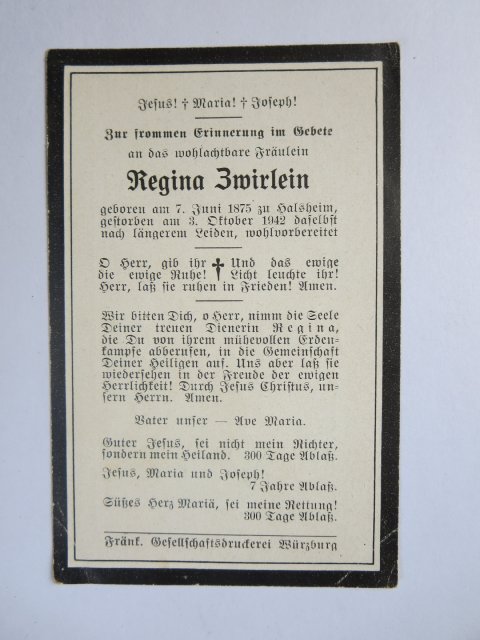 Jesus! † Maria! † Joseph!
Zur frommen Erinnerung im Gebete
an das wohlachtbare Fräulein
Regina Zwirlein
geboren am 7. Juni 1875 zu Halsheim,
gestorben am 3. Oktober 1942 daselbst
nach längerem Leiden, wohlvorbereitet
O Herr, gib ihr † Und das ewige
die ewige Ruhe! Licht leuchte ihr!
Herr, laß sie ruhen in Frieden! Amen.
Wir bitten Dich, o Herr, nimm die Seele
Deiner treuen Dienerin Regina,
die Du von ihrem mühevollen Erden-
kampfe abberufen, in die Gemeinschaft
Deiner Heiligen auf. Uns aber laß sie
wiedersehen in der Freude der ewigen
Herrlichkeit! Durch Jesus Christus, un-
sern Herrn. Amen.
Vater unser — Ave Maria.
Guter Jesus, sei nicht mein Richter,
sondern mein Heiland. 300 Tage Ablaß.
Jesus, Maria und Joseph!
7 Jahre Ablaß.
Süßes Herz Mariä, sei meine Rettung!
300 Tage Ablaß.
Fränk. Gesellschaftsdruckerei Würzburg